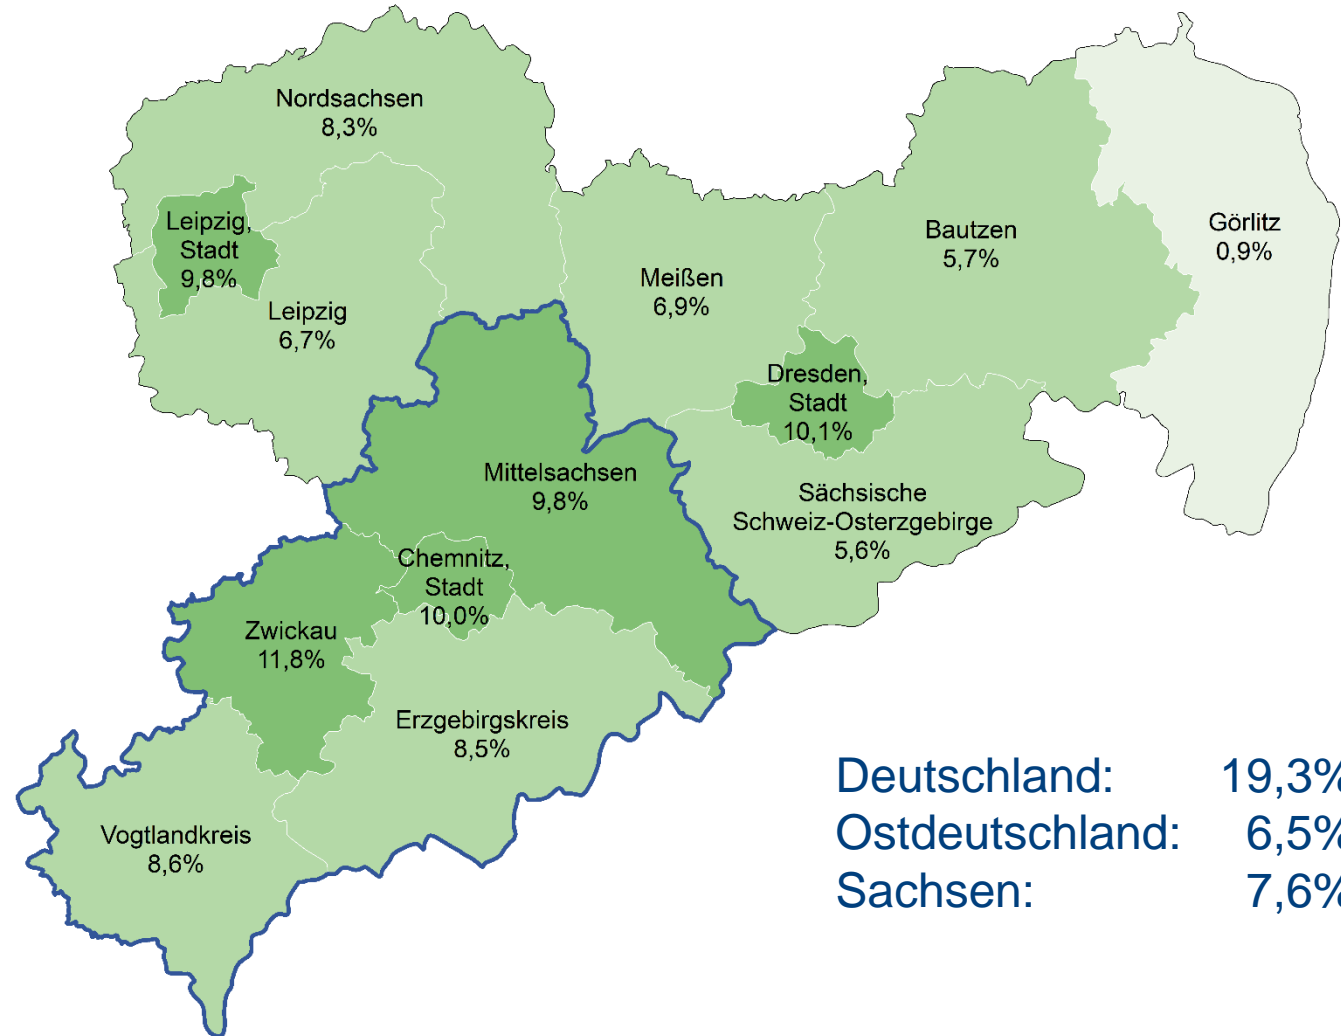 Nordsachsen
8,3%
Leipzig,
Stadt
9,8%
Leipzig
6,7%
Meißen
6,9%
Bautzen
5,7%
Görlitz
0,9%
Dresden,
Stadt
10,1%
Mittelsachsen
9,8%
Sächsische
Schweiz-Osterzgebirge
5,6%
Chemnitz,
Stadt
10,0%
Zwickau
11,8%
Erzgebirgskreis
8,5%
Vogtlandkreis
8,6%
Deutschland: 19,3%
Ostdeutschland: 6,5%
Sachsen: 7,6%